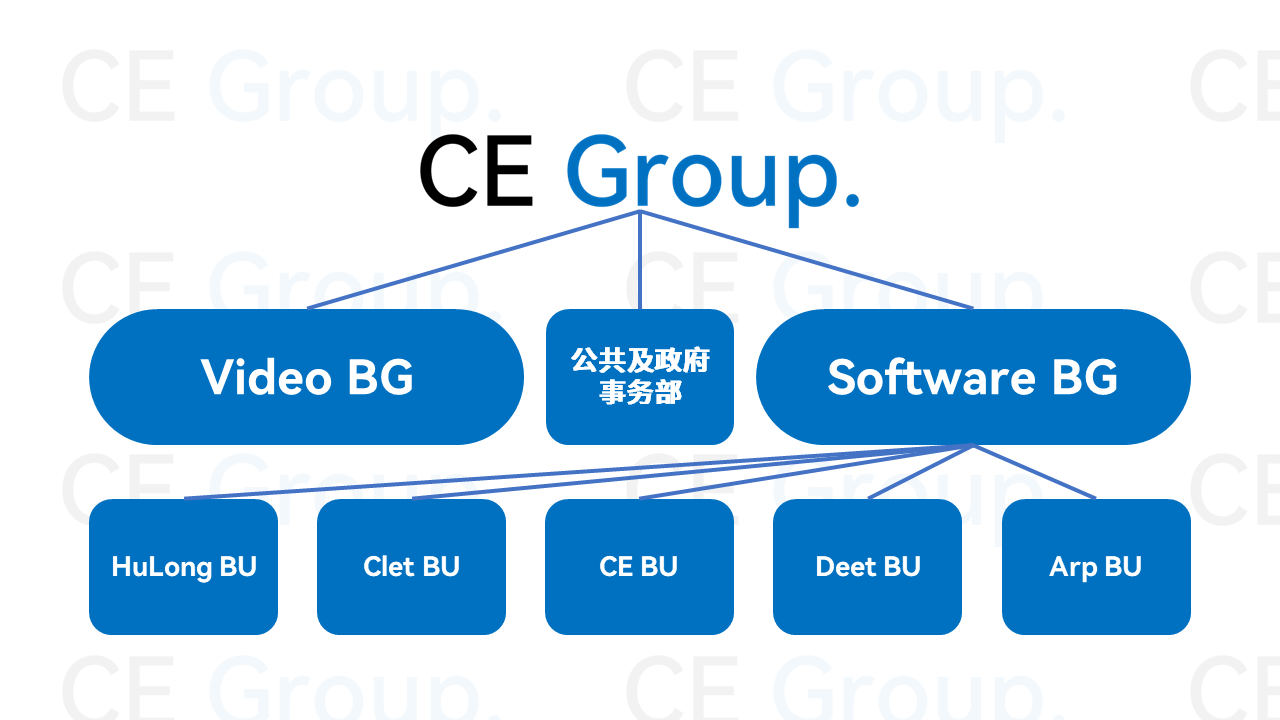 CE Group.
Video BG
公共及政府
事务部
Software BG
HuLong BU
Clet BU
CE BU
Deet BU
Arp BU